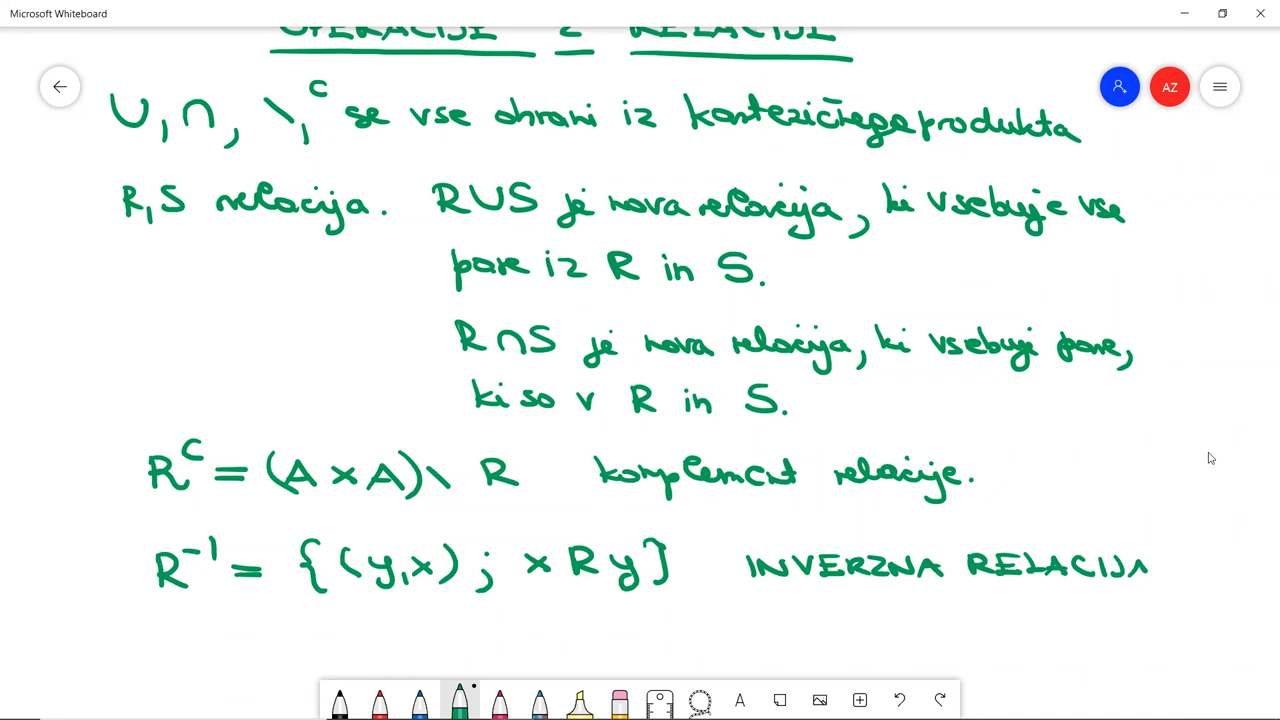 Microsoft Whiteboard
OPERACIJE Z RELACIJE
AZ
∪, ∩, \, ᶜ se vse ohrani iz kartezičnega produkta
R, S relacija. R∪S je nova relacija, ki vsebuje vse
pare iz R in S.
R∩S je nova relacija, ki vsebuje pare,
ki so v R in S.
Rᶜ = (A × A) \ R komplement relacije.
R⁻¹ = {(y, x) ; x R y} INVERZNA RELACIJA
A